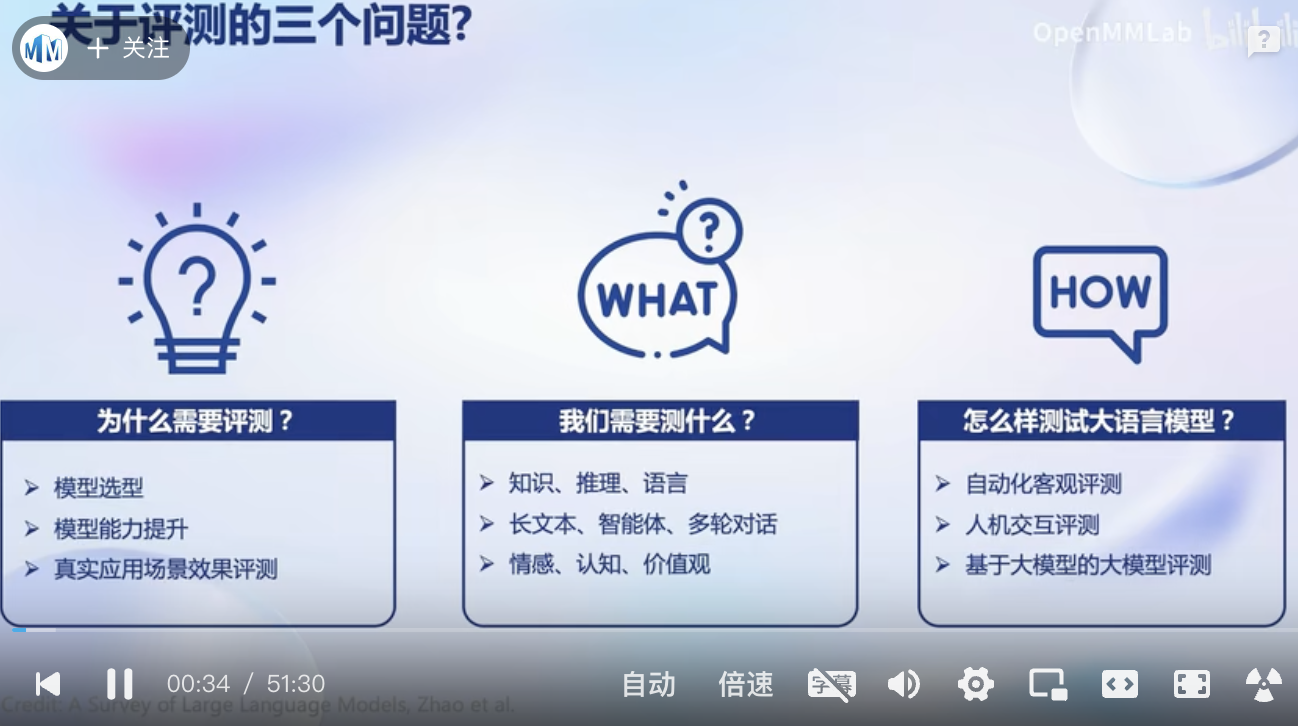 关于评测的三个问题?
+ 关注
OpenMMLab bilibili
?
?
?
WHAT
HOW
为什么需要评测？
模型选型
模型能力提升
真实应用场景效果评测
我们需要测什么？
知识、推理、语言
长文本、智能体、多轮对话
情感、认知、价值观
怎么样测试大语言模型？
自动化客观评测
人机交互评测
基于大模型的大模型评测
00:34 / 51:30
自动
倍速
字幕
Credit: A Survey of Large Language Models, Zhao et al.